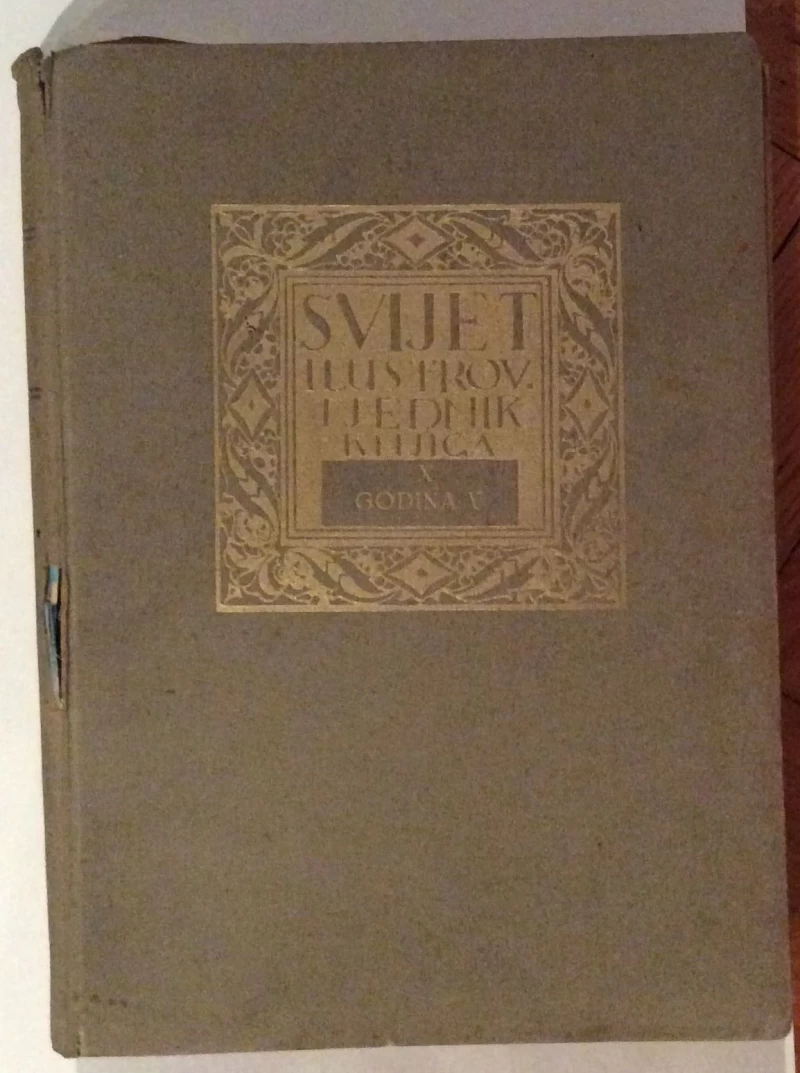 SVIJET
ILUSTROV.
TJEDNIK
KNJIGA
X.
GODINA V.